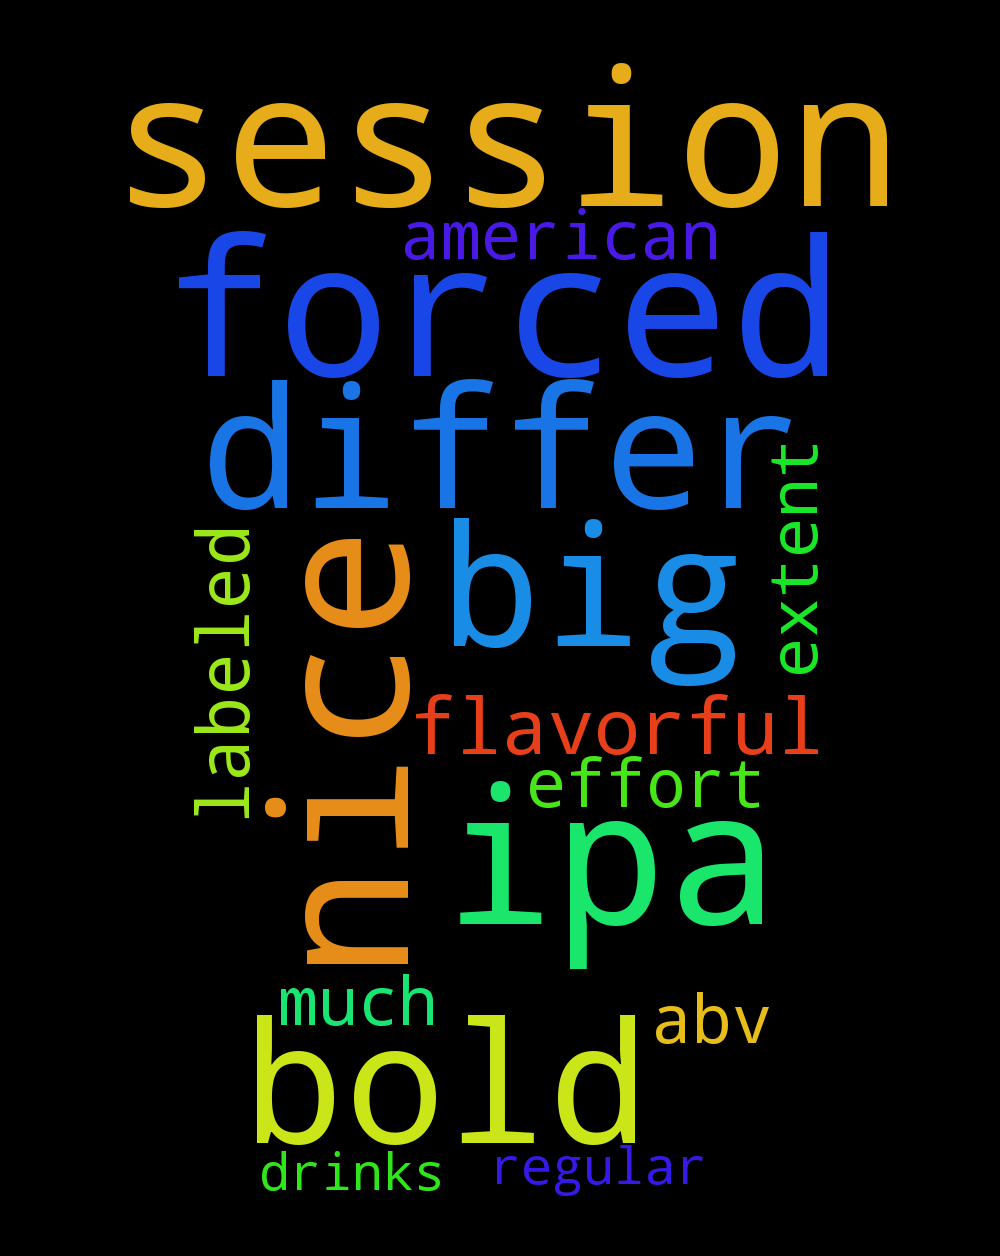 session
american
forced
differ
extent
labeled
nice
big
flavorful
effort
ipa
much
abv
bold
drinks
regular